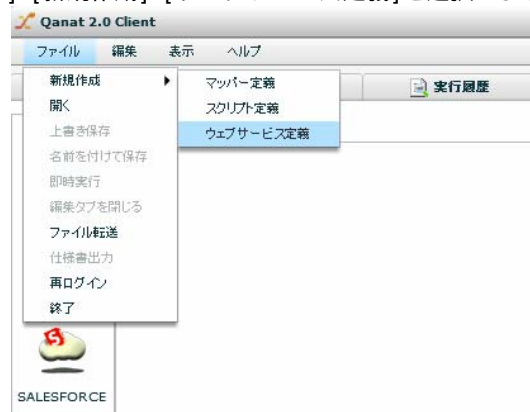 Qanat 2.0 Client
ファイル 編集 表示 ヘルプ
新規作成
マッパー定義
スクリプト定義
ウェブサービス定義
実行履歴
開く
上書き保存
名前を付けて保存
即時実行
編集タブを閉じる
ファイル転送
仕様書出力
再ログイン
終了
SALESFORCE